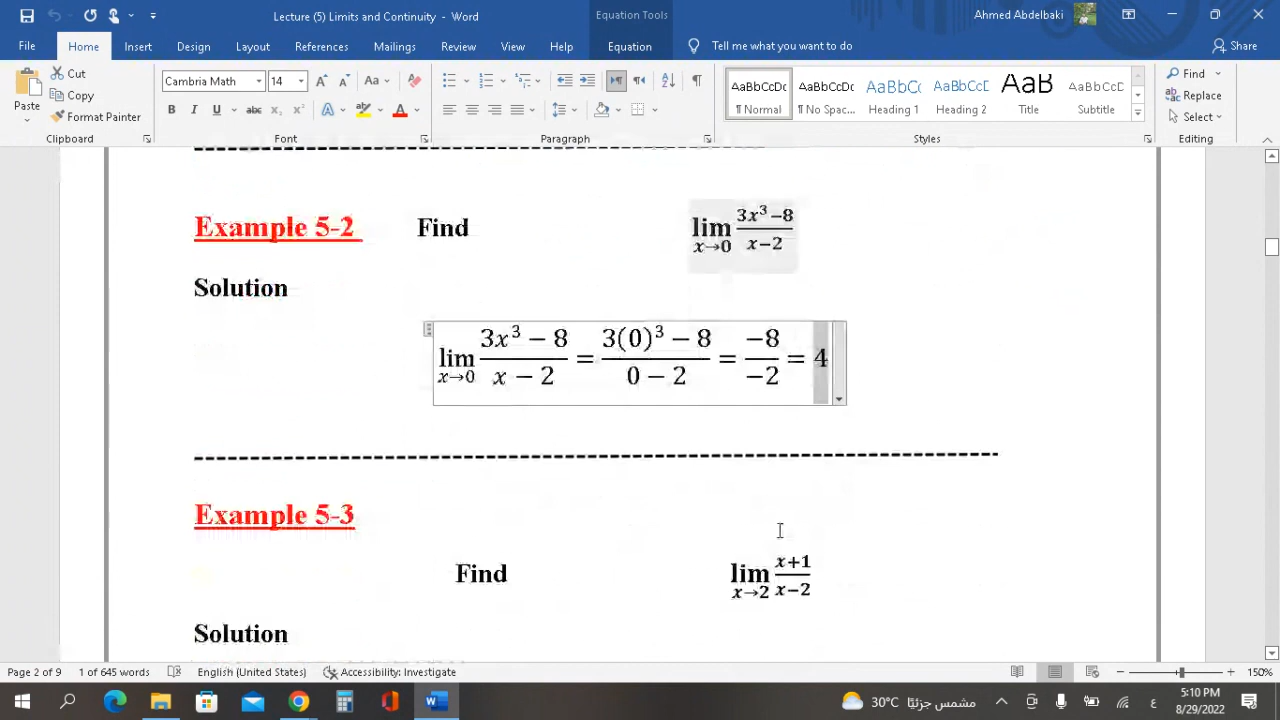 Lecture (5) Limits and Continuity - Word
Equation Tools
Ahmed Abdelbaki
File Home Insert Design Layout References Mailings Review View Help Equation Tell me what you want to do Share
Paste
Cut
Copy
Format Painter
Cambria Math 14
AaBbCcDc AaBbCcDc AaBbCc AaBbCcD AaB AaBbCcD
¶ Normal ¶ No Spac... Heading 1 Heading 2 Title Subtitle
Find
Replace
Select
Clipboard Font Paragraph Styles Editing
Example 5-2 Find lim x→0 3x³−8 / x−2
Solution
lim x→0 3x³ − 8 / x − 2 = 3(0)³ − 8 / 0 − 2 = −8 / −2 = 4
Example 5-3
Find lim x→2 x+1 / x−2
Solution
Page 2 of 9 1 of 645 words English (United States) Accessibility: Investigate 150%
30°C مشمس جزئيًا ع 5:10 PM
8/29/2022